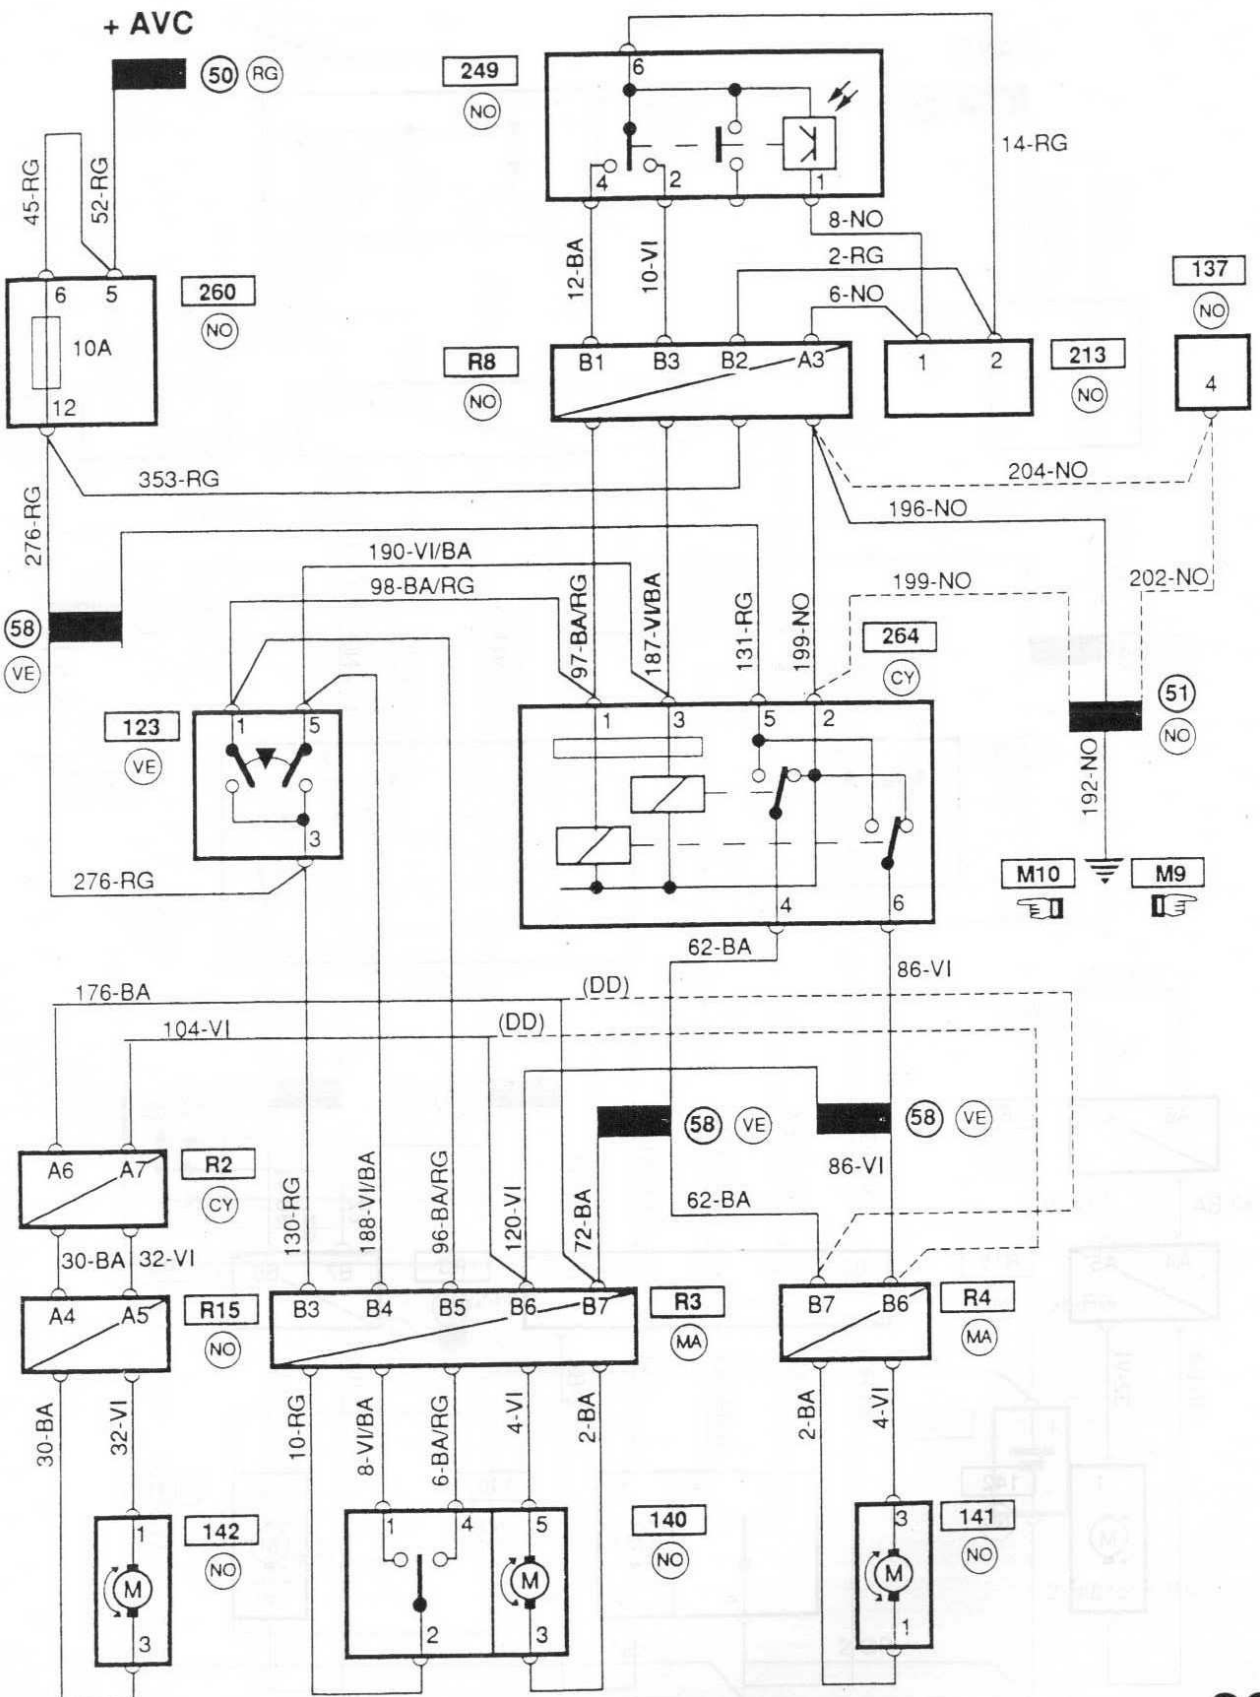 + AVC
50 RG
249
NO
6
4
2
1
14-RG
45-RG
52-RG
12-BA
10-VI
8-NO
2-RG
6-NO
137
NO
6 5
10A
12
260
NO
R8
NO
B1 B3 B2 A3
1 2
213
NO
4
353-RG
204-NO
196-NO
276-RG
190-VI/BA
98-BA/RG
97-BA/RG
187-VI/BA
131-RG
199-NO
199-NO
202-NO
58
VE
264
CY
51
NO
123
VE
1 5
3
1 3 5 2
4 6
192-NO
M10
M9
276-RG
62-BA
86-VI
176-BA
(DD)
104-VI
(DD)
58 VE
58 VE
86-VI
62-BA
A6 A7
R2
CY
130-RG
188-VI/BA
96-BA/RG
120-VI
72-BA
30-BA
32-VI
A4 A5
R15
NO
B3 B4 B5 B6 B7
R3
MA
B7 B6
R4
MA
30-BA
32-VI
10-RG
8-VI/BA
6-BA/RG
4-VI
2-BA
2-BA
4-VI
1
M
3
142
NO
1 4 5
M
2 3
140
NO
3
M
1
141
NO